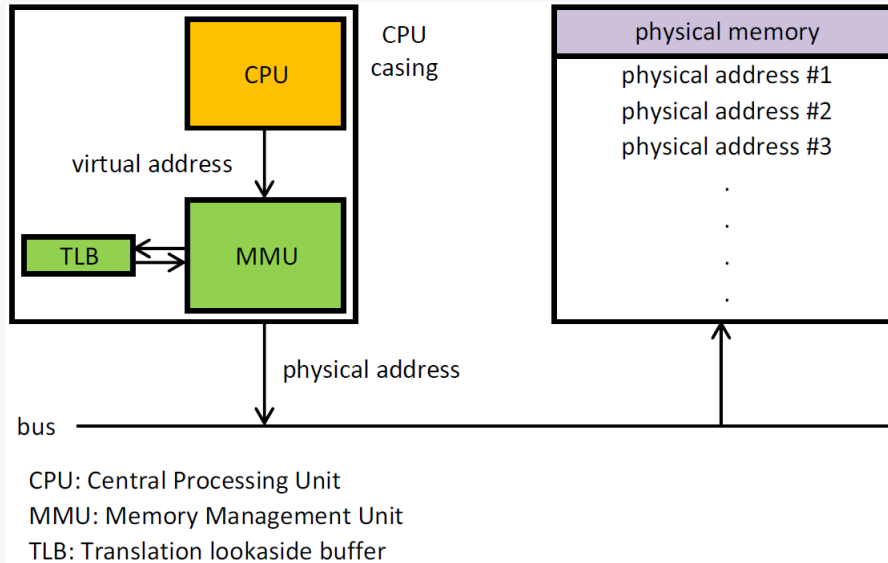 CPU
CPU
casing
virtual address
TLB
MMU
physical memory
physical address #1
physical address #2
physical address #3
.
.
.
.
physical address
bus
CPU: Central Processing Unit
MMU: Memory Management Unit
TLB: Translation lookaside buffer